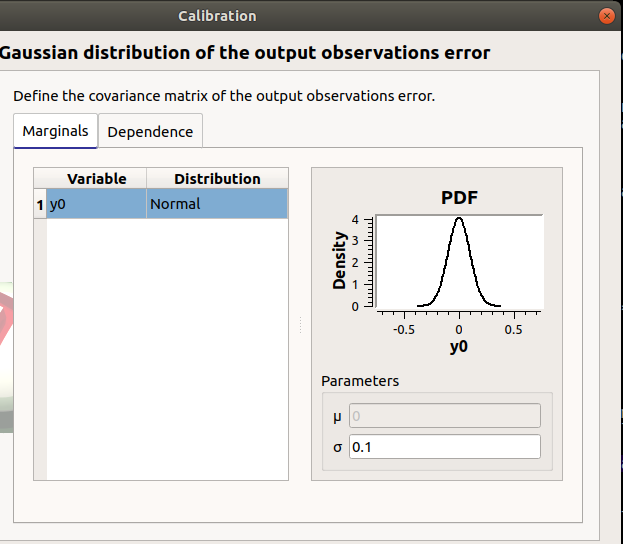 Calibration
Gaussian distribution of the output observations error
Define the covariance matrix of the output observations error.
Marginals Dependence
Variable Distribution
1 y0 Normal
PDF
Density
4
3
2
1
0
-0.5 0 0.5
y0
Parameters
μ 0
σ 0.1